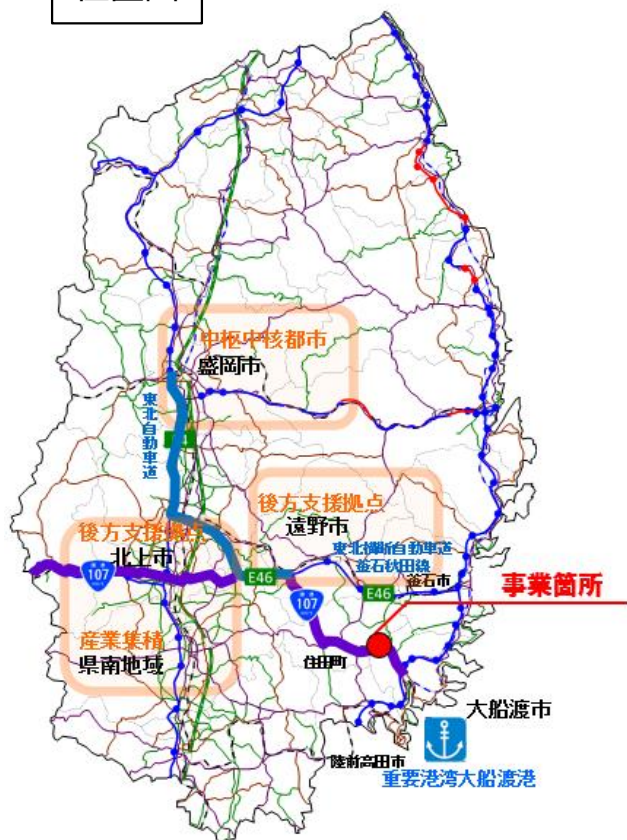 中枢中核都市
盛岡市
東北自動車道
後方支援拠点
遠野市
後方支援拠点
北上市
東北横断自動車道
釜石秋田線
釜石市
107
E46
E46
107
事業箇所
産業集積
県南地域
住田町
大船渡市
陸前高田市
重要港湾大船渡港